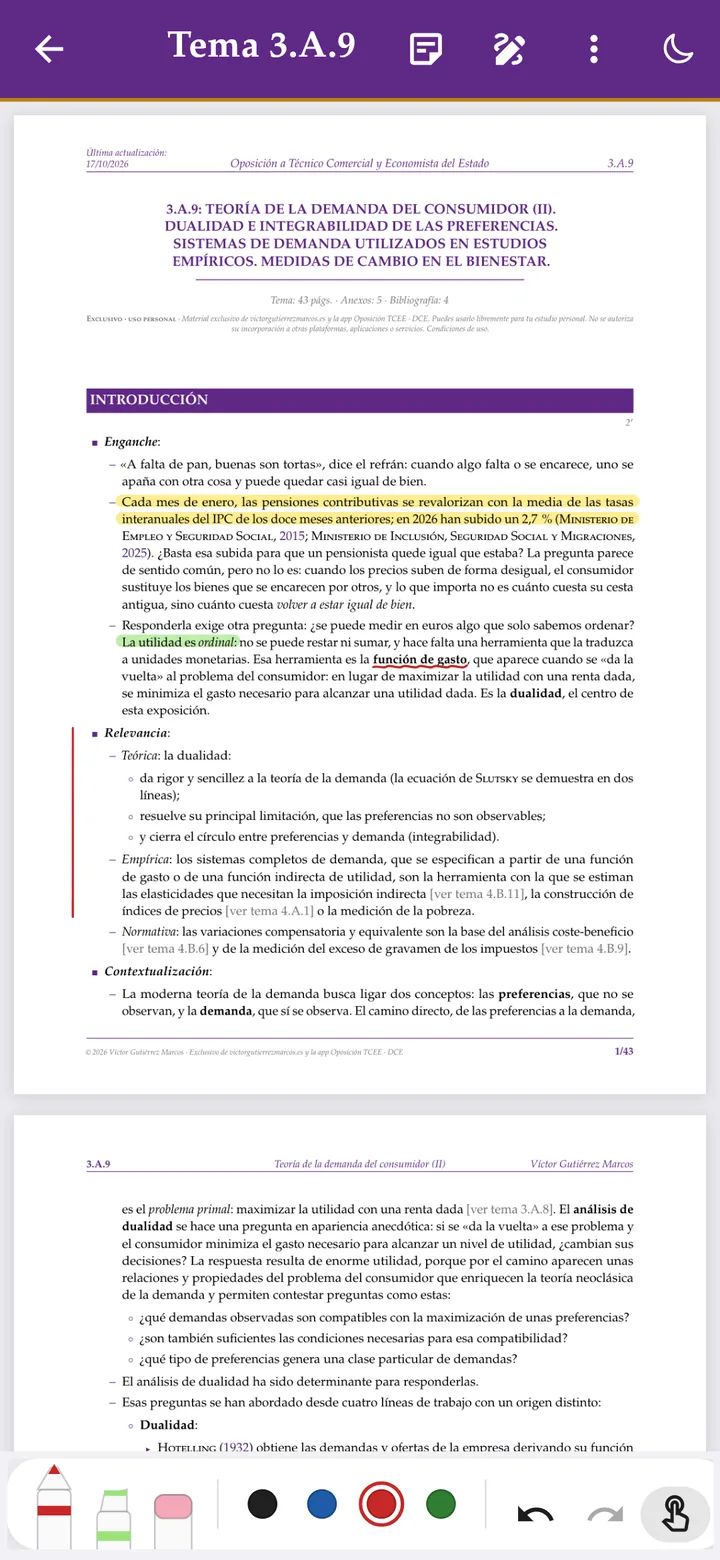 Tema 3.A.9
Última actualización:
17/10/2026
Oposición a Técnico Comercial y Economista del Estado
3.A.9
3.A.9: TEORÍA DE LA DEMANDA DEL CONSUMIDOR (II).
DUALIDAD E INTEGRABILIDAD DE LAS PREFERENCIAS.
SISTEMAS DE DEMANDA UTILIZADOS EN ESTUDIOS
EMPÍRICOS. MEDIDAS DE CAMBIO EN EL BIENESTAR.
Tema: 43 págs. · Anexos: 5 · Bibliografía: 4
Exclusivo · uso personal · Material exclusivo de victorgutierrezmarcos.es y la app Oposición TCEE · DCE. Puedes usarlo libremente para tu estudio personal. No se autoriza
su incorporación a otras plataformas, aplicaciones o servicios. Condiciones de uso.
INTRODUCCIÓN
2'
▪ Enganche:
– «A falta de pan, buenas son tortas», dice el refrán: cuando algo falta o se encarece, uno se
apaña con otra cosa y puede quedar casi igual de bien.
– Cada mes de enero, las pensiones contributivas se revalorizan con la media de las tasas
interanuales del IPC de los doce meses anteriores; en 2026 han subido un 2,7 % (Ministerio de
Empleo y Seguridad Social, 2015; Ministerio de Inclusión, Seguridad Social y Migraciones,
2025). ¿Basta esa subida para que un pensionista quede igual que estaba? La pregunta parece
de sentido común, pero no lo es: cuando los precios suben de forma desigual, el consumidor
sustituye los bienes que se encarecen por otros, y lo que importa no es cuánto cuesta su cesta
antigua, sino cuánto cuesta volver a estar igual de bien.
– Responderla exige otra pregunta: ¿se puede medir en euros algo que solo sabemos ordenar?
La utilidad es ordinal: no se puede restar ni sumar, y hace falta una herramienta que la traduzca
a unidades monetarias. Esa herramienta es la función de gasto, que aparece cuando se «da la
vuelta» al problema del consumidor: en lugar de maximizar la utilidad con una renta dada,
se minimiza el gasto necesario para alcanzar una utilidad dada. Es la dualidad, el centro de
esta exposición.
▪ Relevancia:
– Teórica: la dualidad:
◦ da rigor y sencillez a la teoría de la demanda (la ecuación de Slutsky se demuestra en dos
líneas);
◦ resuelve su principal limitación, que las preferencias no son observables;
◦ y cierra el círculo entre preferencias y demanda (integrabilidad).
– Empírica: los sistemas completos de demanda, que se especifican a partir de una función
de gasto o de una función indirecta de utilidad, son la herramienta con la que se estiman
las elasticidades que necesitan la imposición indirecta [ver tema 4.B.11], la construcción de
índices de precios [ver tema 4.A.1] o la medición de la pobreza.
– Normativa: las variaciones compensatoria y equivalente son la base del análisis coste-beneficio
[ver tema 4.B.6] y de la medición del exceso de gravamen de los impuestos [ver tema 4.B.9].
▪ Contextualización:
– La moderna teoría de la demanda busca ligar dos conceptos: las preferencias, que no se
observan, y la demanda, que sí se observa. El camino directo, de las preferencias a la demanda,
© 2026 Víctor Gutiérrez Marcos · Exclusivo de victorgutierrezmarcos.es y la app Oposición TCEE · DCE
1/43
3.A.9
Teoría de la demanda del consumidor (II)
Víctor Gutiérrez Marcos
es el problema primal: maximizar la utilidad con una renta dada [ver tema 3.A.8]. El análisis de
dualidad se hace una pregunta en apariencia anecdótica: si se «da la vuelta» a ese problema y
el consumidor minimiza el gasto necesario para alcanzar un nivel de utilidad, ¿cambian sus
decisiones? La respuesta resulta de enorme utilidad, porque por el camino aparecen unas
relaciones y propiedades del problema del consumidor que enriquecen la teoría neoclásica
de la demanda y permiten contestar preguntas como estas:
◦ ¿qué demandas observadas son compatibles con la maximización de unas preferencias?
◦ ¿son también suficientes las condiciones necesarias para esa compatibilidad?
◦ ¿qué tipo de preferencias genera una clase particular de demandas?
– El análisis de dualidad ha sido determinante para responderlas.
– Esas preguntas se han abordado desde cuatro líneas de trabajo con un origen distinto:
◦ Dualidad:
▸ Hotelling (1932) obtiene las demandas y ofertas de la empresa derivando su función